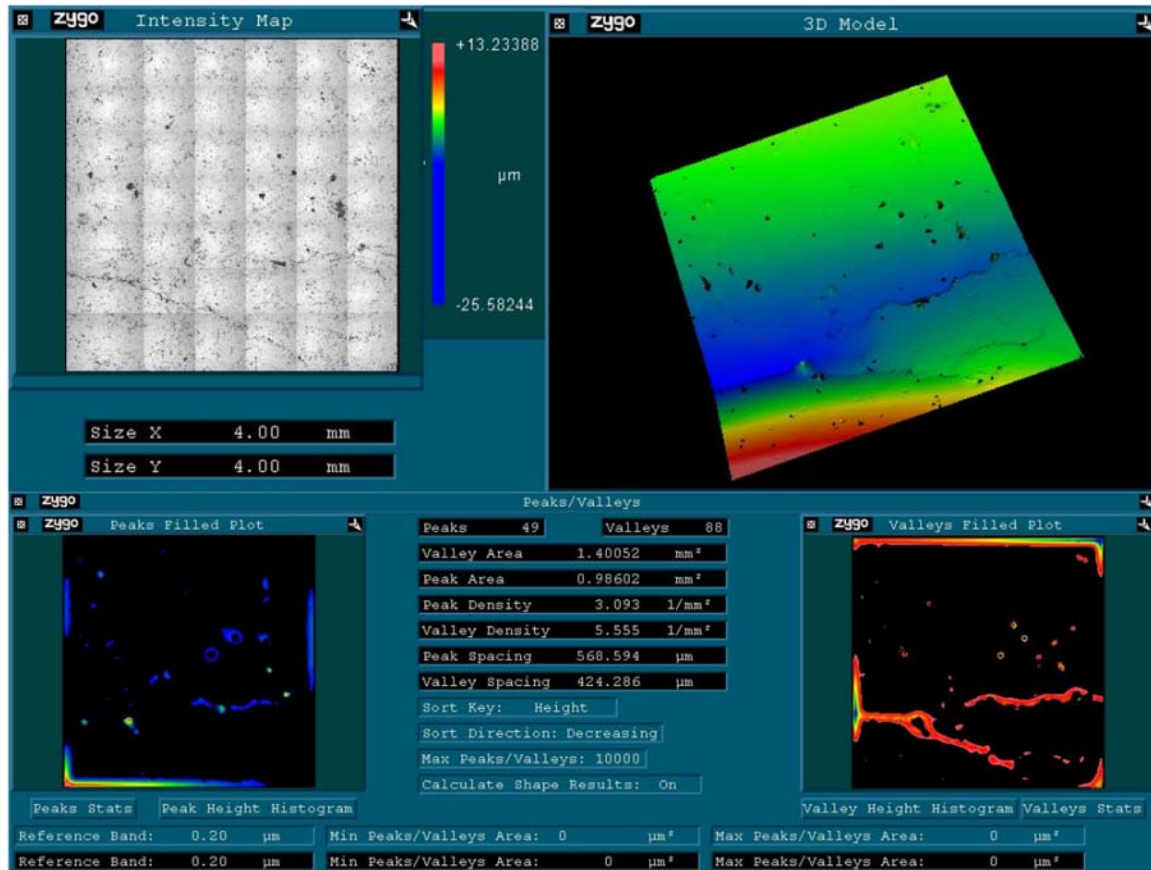 zygo Intensity Map
+13.23388
µm
-25.58244
zygo 3D Model
Size X 4.00 mm
Size Y 4.00 mm
zygo Peaks/Valleys
zygo Peaks Filled Plot
Peaks 49 Valleys 88
Valley Area 1.40052 mm²
Peak Area 0.98602 mm²
Peak Density 3.093 1/mm²
Valley Density 5.555 1/mm²
Peak Spacing 568.594 µm
Valley Spacing 424.286 µm
Sort Key: Height
Sort Direction: Decreasing
Max Peaks/Valleys: 10000
Calculate Shape Results: On
zygo Valleys Filled Plot
Peaks Stats Peak Height Histogram
Valley Height Histogram Valleys Stats
Reference Band: 0.20 µm Min Peaks/Valleys Area: 0 µm² Max Peaks/Valleys Area: 0 µm²
Reference Band: 0.20 µm Min Peaks/Valleys Area: 0 µm² Max Peaks/Valleys Area: 0 µm²